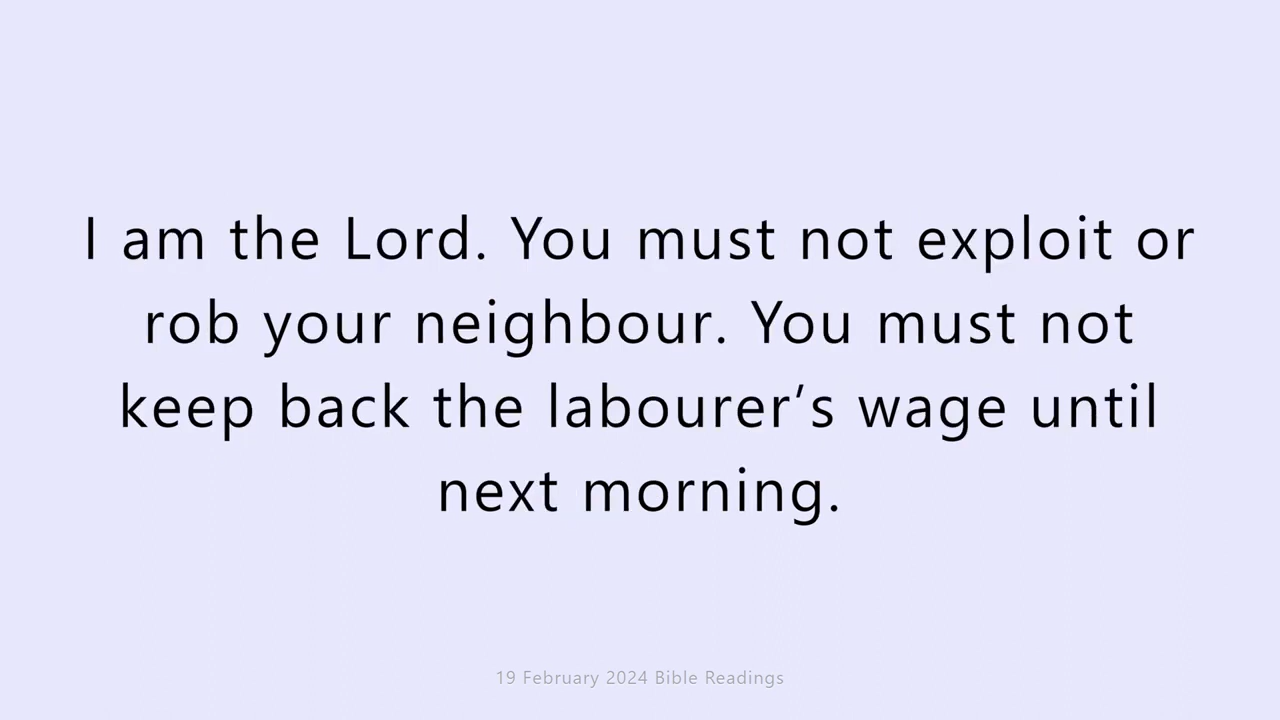 I am the Lord. You must not exploit or
rob your neighbour. You must not
keep back the labourer’s wage until
next morning.
19 February 2024 Bible Readings